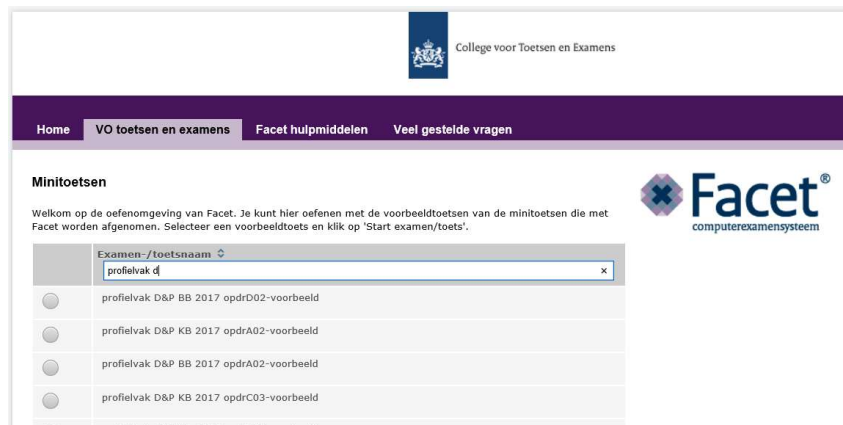 College voor Toetsen en Examens
Home VO toetsen en examens Facet hulpmiddelen Veel gestelde vragen
Minitoetsen
Welkom op de oefenomgeving van Facet. Je kunt hier oefenen met de voorbeeldtoetsen van de minitoetsen die met
Facet worden afgenomen. Selecteer een voorbeeldtoets en klik op 'Start examen/toets'.
Facet®
computerexamensysteem
Examen-/toetsnaam
profielvak d
profielvak D&P BB 2017 opdrD02-voorbeeld
profielvak D&P KB 2017 opdrA02-voorbeeld
profielvak D&P BB 2017 opdrA02-voorbeeld
profielvak D&P KB 2017 opdrC03-voorbeeld